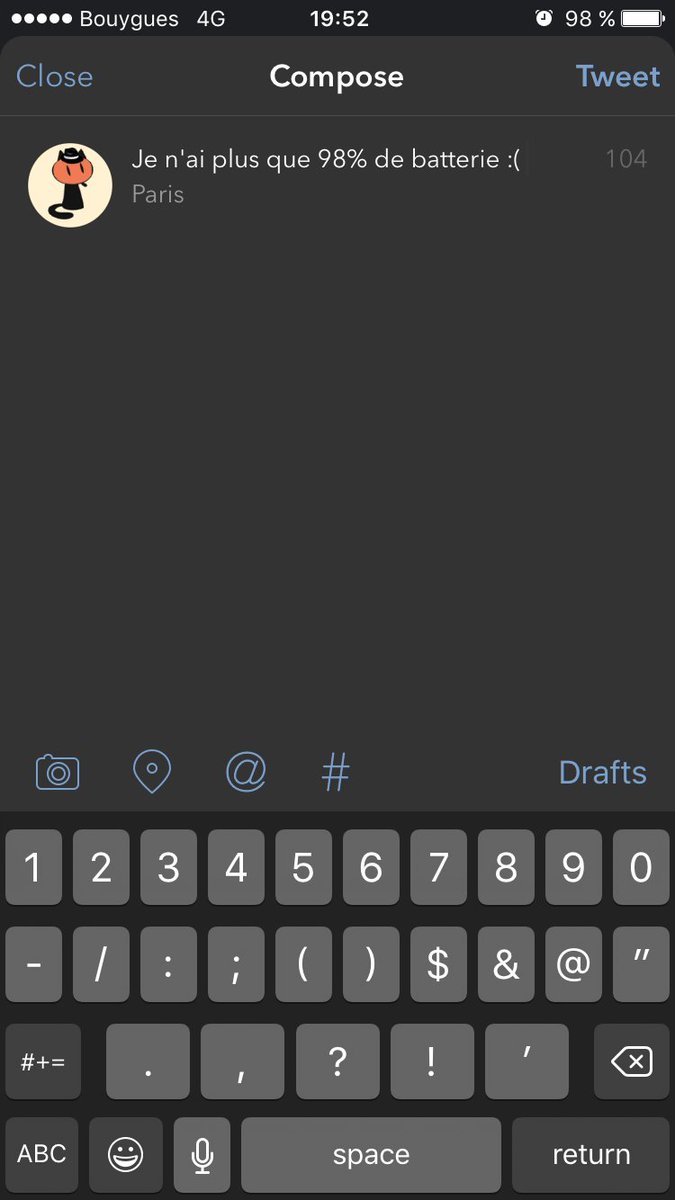 Bouygues 4G 19:52 98 %
Close Compose Tweet
Je n'ai plus que 98% de batterie :( 104
Paris
@ # Drafts
1 2 3 4 5 6 7 8 9 0
- / : ; ( ) $ & @ "
#+= . , ? ! '
ABC space return